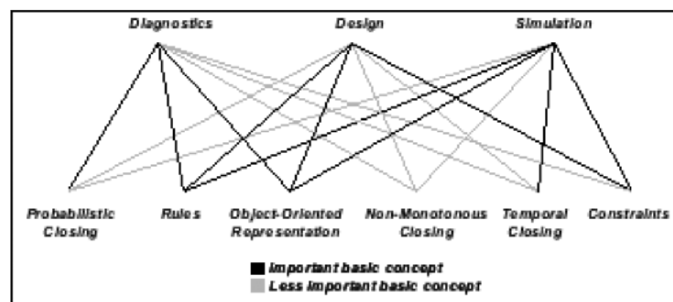 Diagnostics Design Simulation
Probabilistic Rules Object-Oriented Non-Monotonous Temporal Constraints
Closing Representation Closing Closing
Important basic concept
Less important basic concept